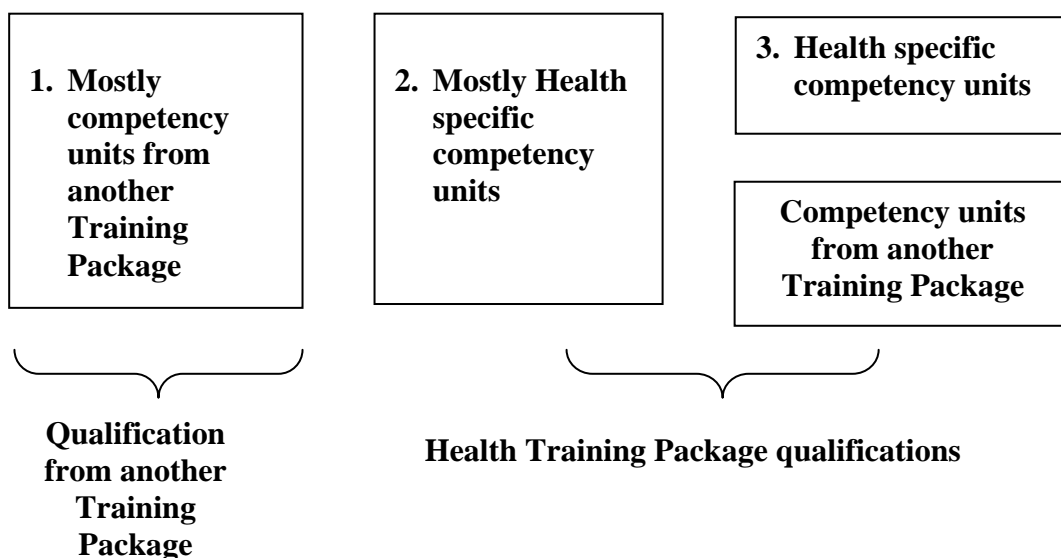 1. Mostly
competency
units from
another
Training
Package
2. Mostly Health
specific
competency
units
3. Health specific
competency units
Competency units
from another
Training Package
Qualification
from another
Training
Package
Health Training Package qualifications